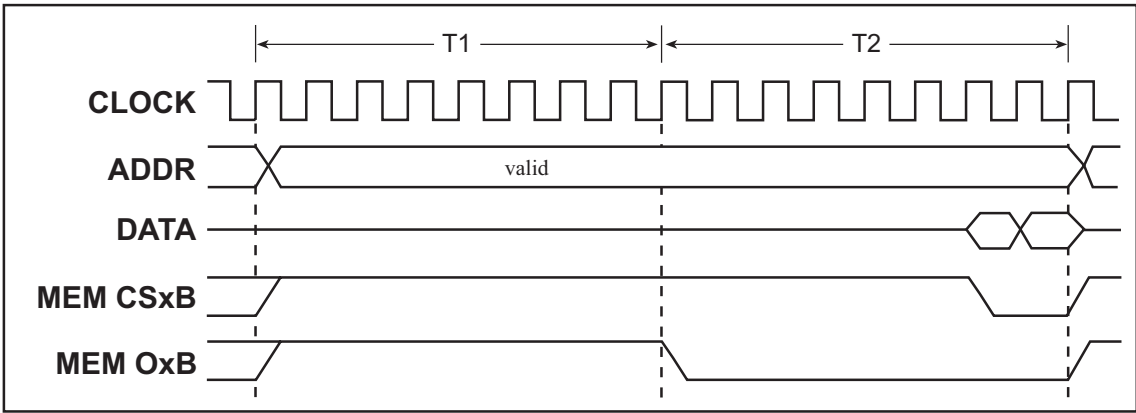 T1
T2
CLOCK
ADDR
valid
DATA
MEM CSxB
MEM OxB